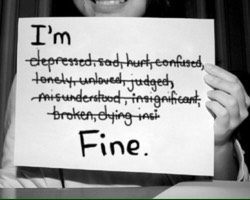 I'm
depressed, sad, hurt, confused,
lonely, unloved, judged,
misunderstood, insignificant,
broken, dying insi
Fine.